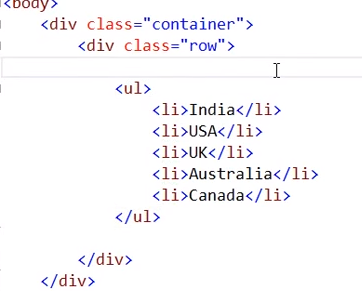 <body>
<div class="container">
<div class="row">
<ul>
<li>India</li>
<li>USA</li>
<li>UK</li>
<li>Australia</li>
<li>Canada</li>
</ul>
</div>
</div>